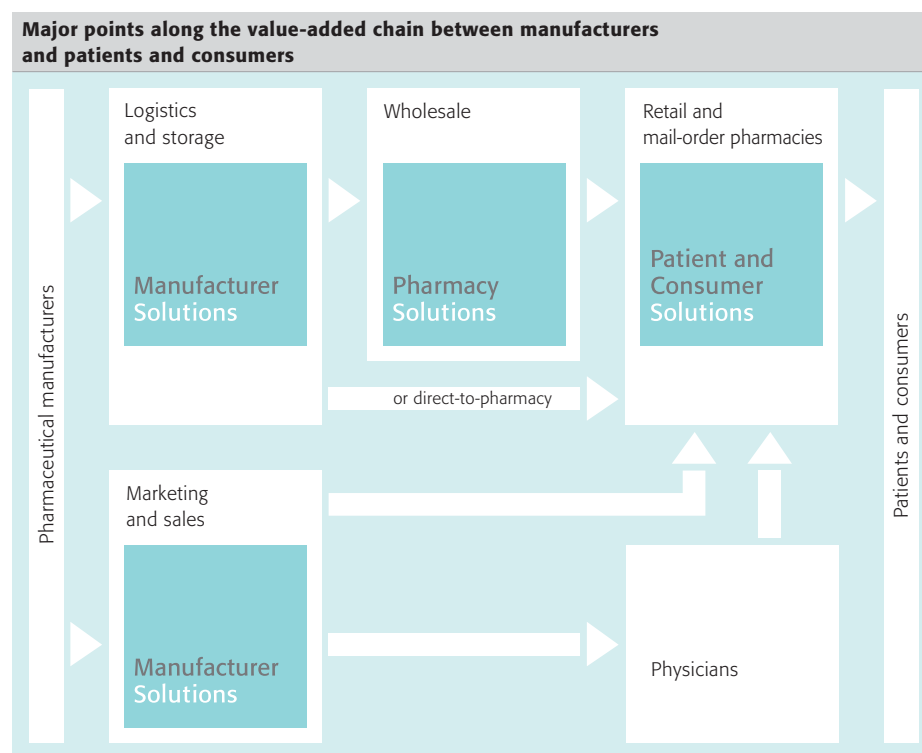 Major points along the value-added chain between manufacturers
and patients and consumers
Pharmaceutical manufacturers
Logistics
and storage
Manufacturer
Solutions
Wholesale
Pharmacy
Solutions
Retail and
mail-order pharmacies
Patient and
Consumer
Solutions
or direct-to-pharmacy
Marketing
and sales
Manufacturer
Solutions
Physicians
Patients and consumers